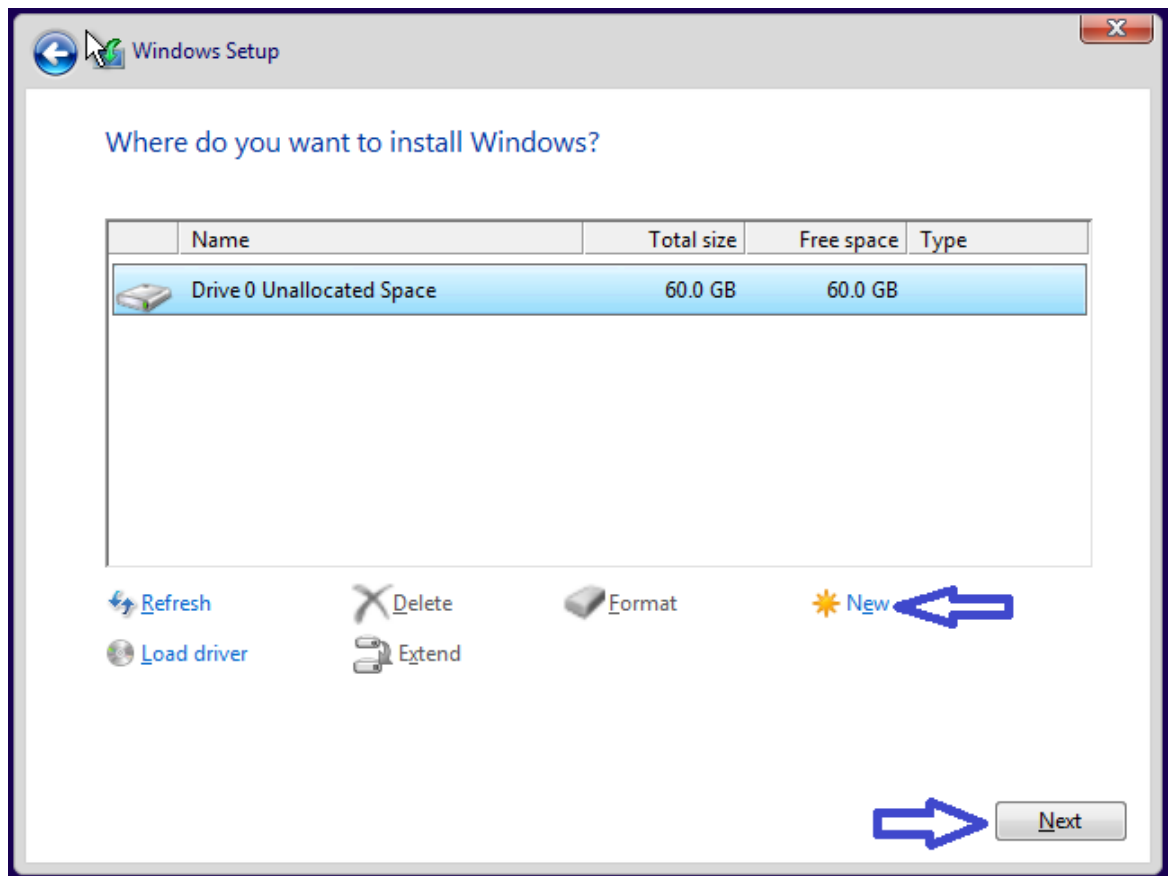 Windows Setup
Where do you want to install Windows?
Name Total size Free space Type
Drive 0 Unallocated Space 60.0 GB 60.0 GB
Refresh Delete Format New
Load driver Extend
Next